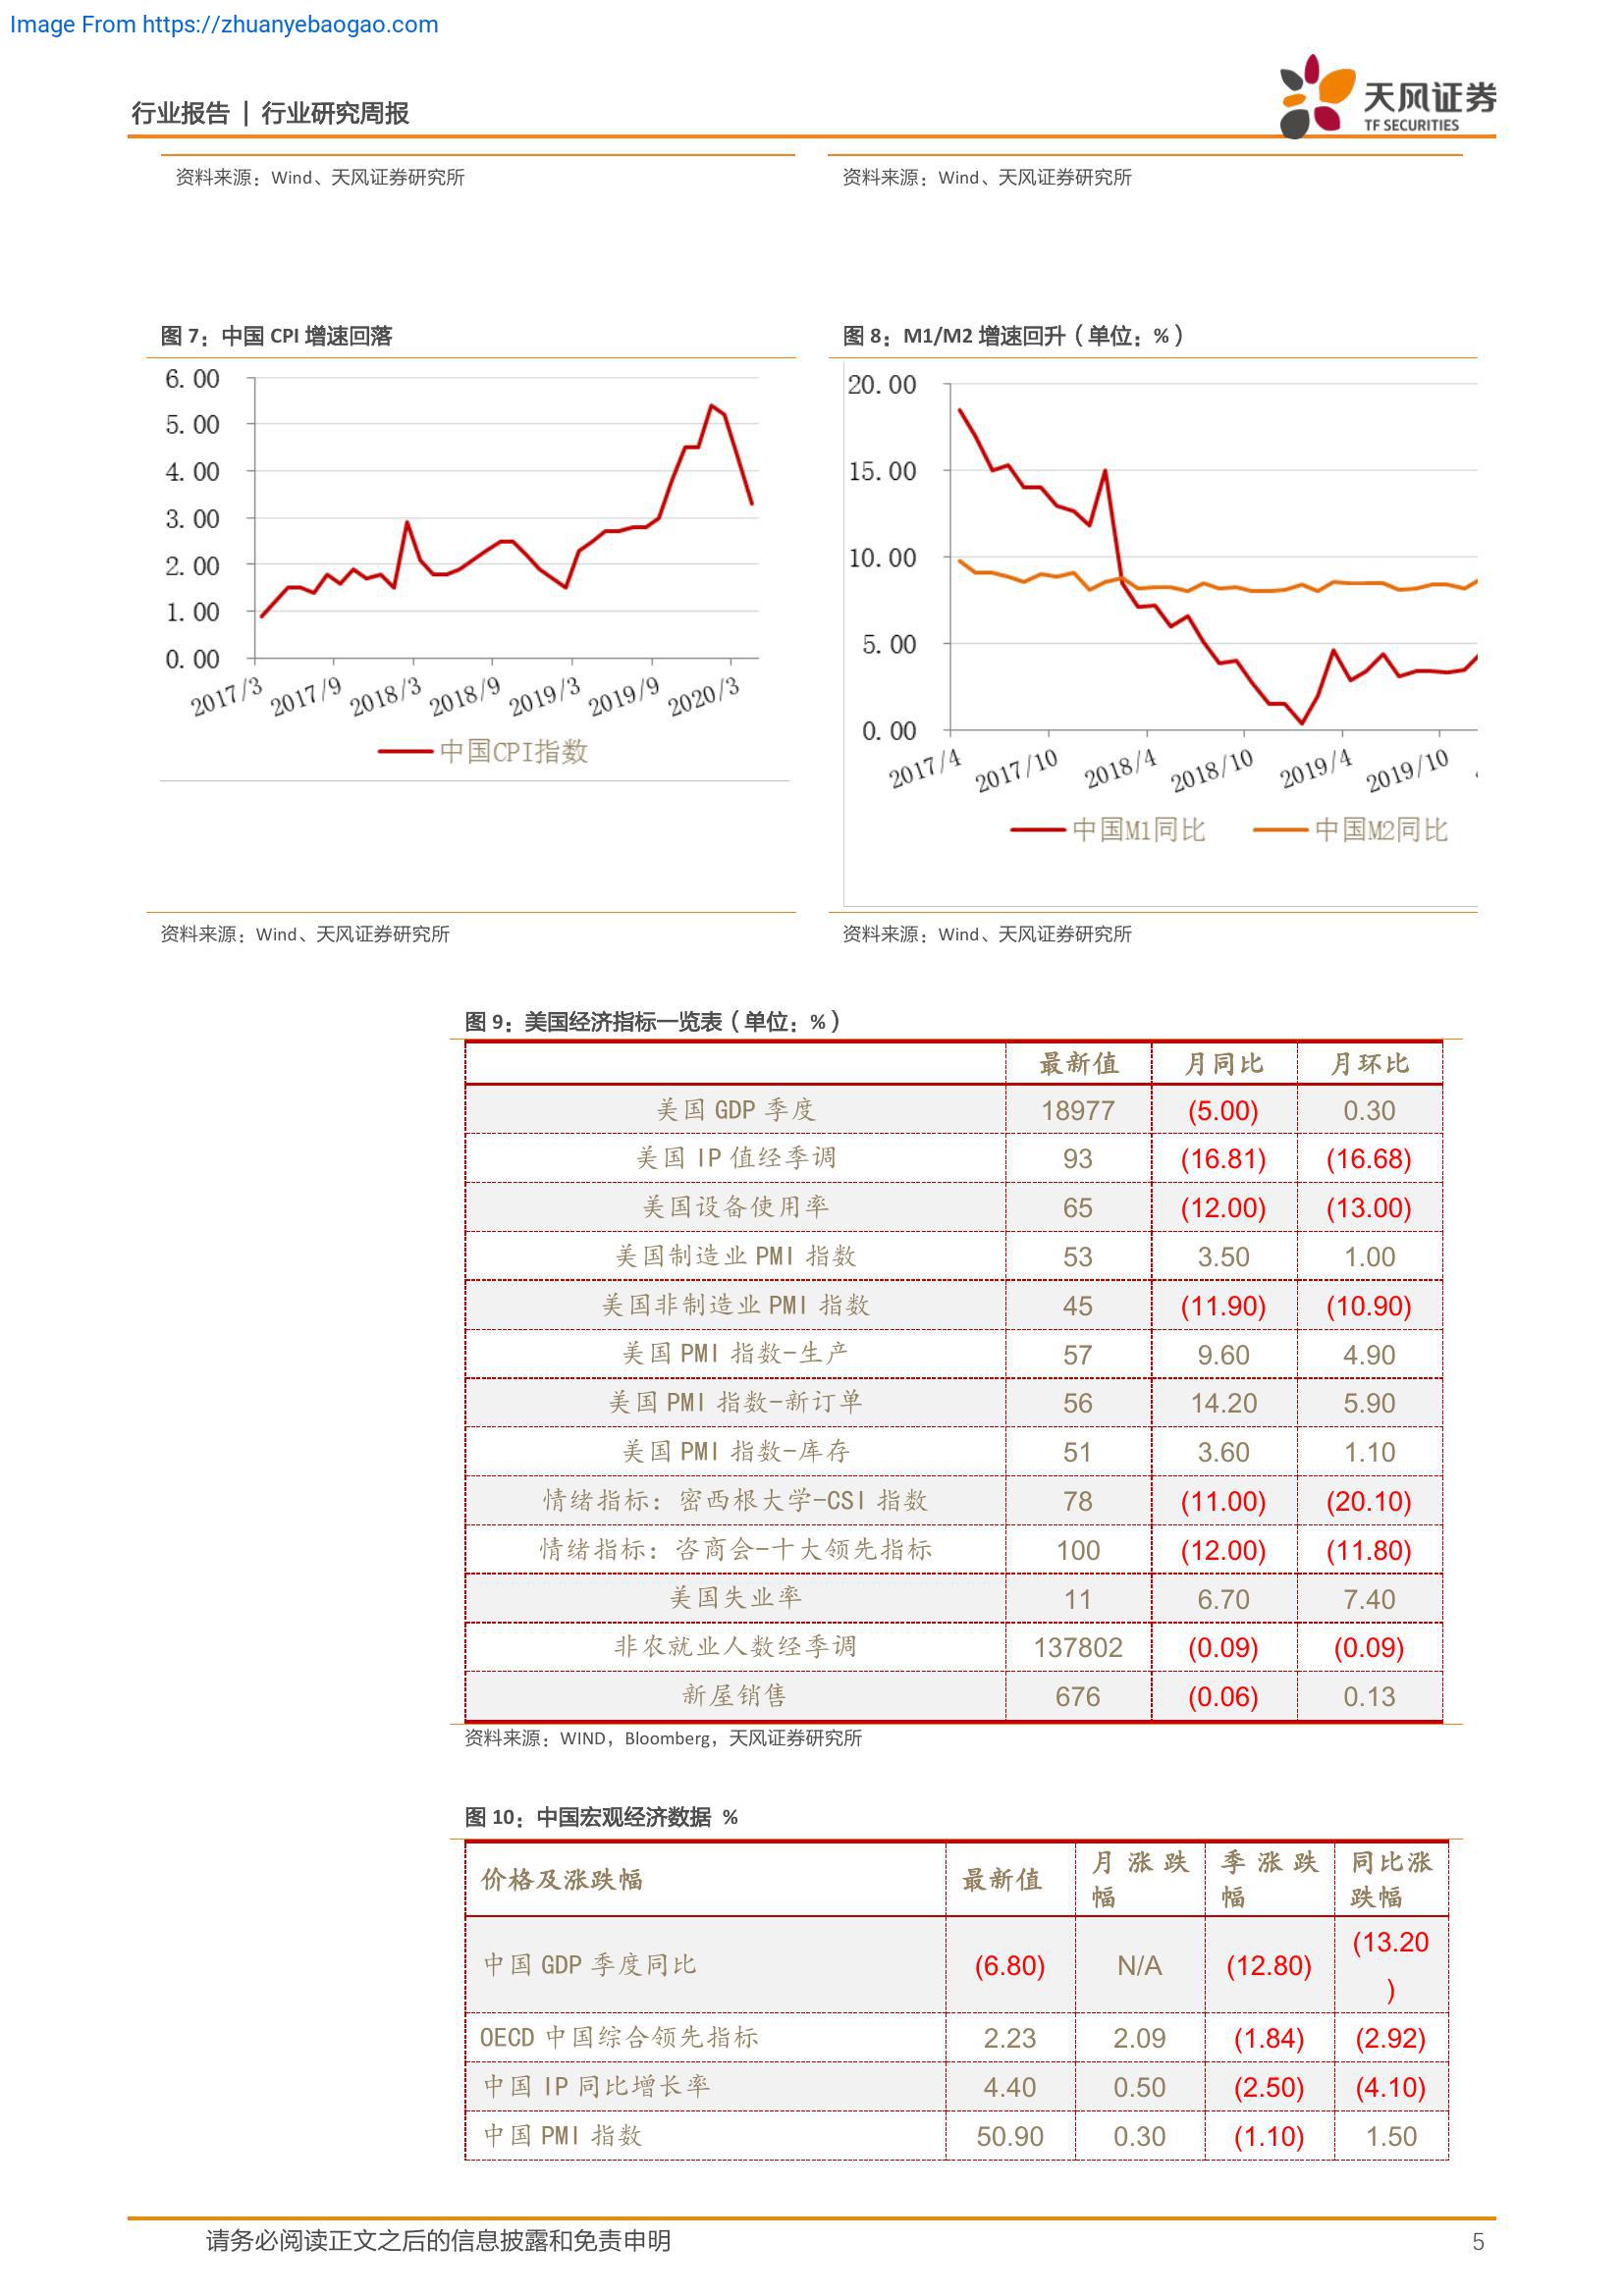 Image From https://zhuanyebaogao.com
行业报告 | 行业研究周报
天风证券
TF SECURITIES
资料来源：Wind、天风证券研究所
资料来源：Wind、天风证券研究所
图 7：中国 CPI 增速回落
6.00
5.00
4.00
3.00
2.00
1.00
0.00
2017/3 2017/9 2018/3 2018/9 2019/3 2019/9 2020/3
中国CPI指数
资料来源：Wind、天风证券研究所
图 8：M1/M2 增速回升（单位：%）
20.00
15.00
10.00
5.00
0.00
2017/4 2017/10 2018/4 2018/10 2019/4 2019/10
中国M1同比 中国M2同比
资料来源：Wind、天风证券研究所
图 9：美国经济指标一览表（单位：%）
最新值 月同比 月环比
美国 GDP 季度 18977 (5.00) 0.30
美国 IP 值经季调 93 (16.81) (16.68)
美国设备使用率 65 (12.00) (13.00)
美国制造业 PMI 指数 53 3.50 1.00
美国非制造业 PMI 指数 45 (11.90) (10.90)
美国 PMI 指数-生产 57 9.60 4.90
美国 PMI 指数-新订单 56 14.20 5.90
美国 PMI 指数-库存 51 3.60 1.10
情绪指标：密西根大学-CSI 指数 78 (11.00) (20.10)
情绪指标：咨商会-十大领先指标 100 (12.00) (11.80)
美国失业率 11 6.70 7.40
非农就业人数经季调 137802 (0.09) (0.09)
新屋销售 676 (0.06) 0.13
资料来源：WIND，Bloomberg，天风证券研究所
图 10：中国宏观经济数据 %
价格及涨跌幅 最新值 月涨跌幅 季涨跌幅 同比涨跌幅
中国 GDP 季度同比 (6.80) N/A (12.80) (13.20)
OECD 中国综合领先指标 2.23 2.09 (1.84) (2.92)
中国 IP 同比增长率 4.40 0.50 (2.50) (4.10)
中国 PMI 指数 50.90 0.30 (1.10) 1.50
请务必阅读正文之后的信息披露和免责申明 5